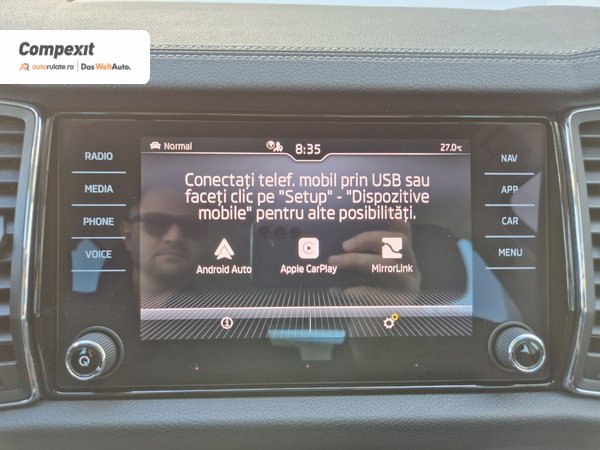 Compexit
autorulate.ro | Das WeltAuto.
Normal
8:35
27.0°C
RADIO
MEDIA
PHONE
VOICE
NAV
APP
CAR
MENU
Conectați telef. mobil prin USB sau
faceți clic pe "Setup" - "Dispozitive
mobile" pentru alte posibilități.
Android Auto
Apple CarPlay
MirrorLink